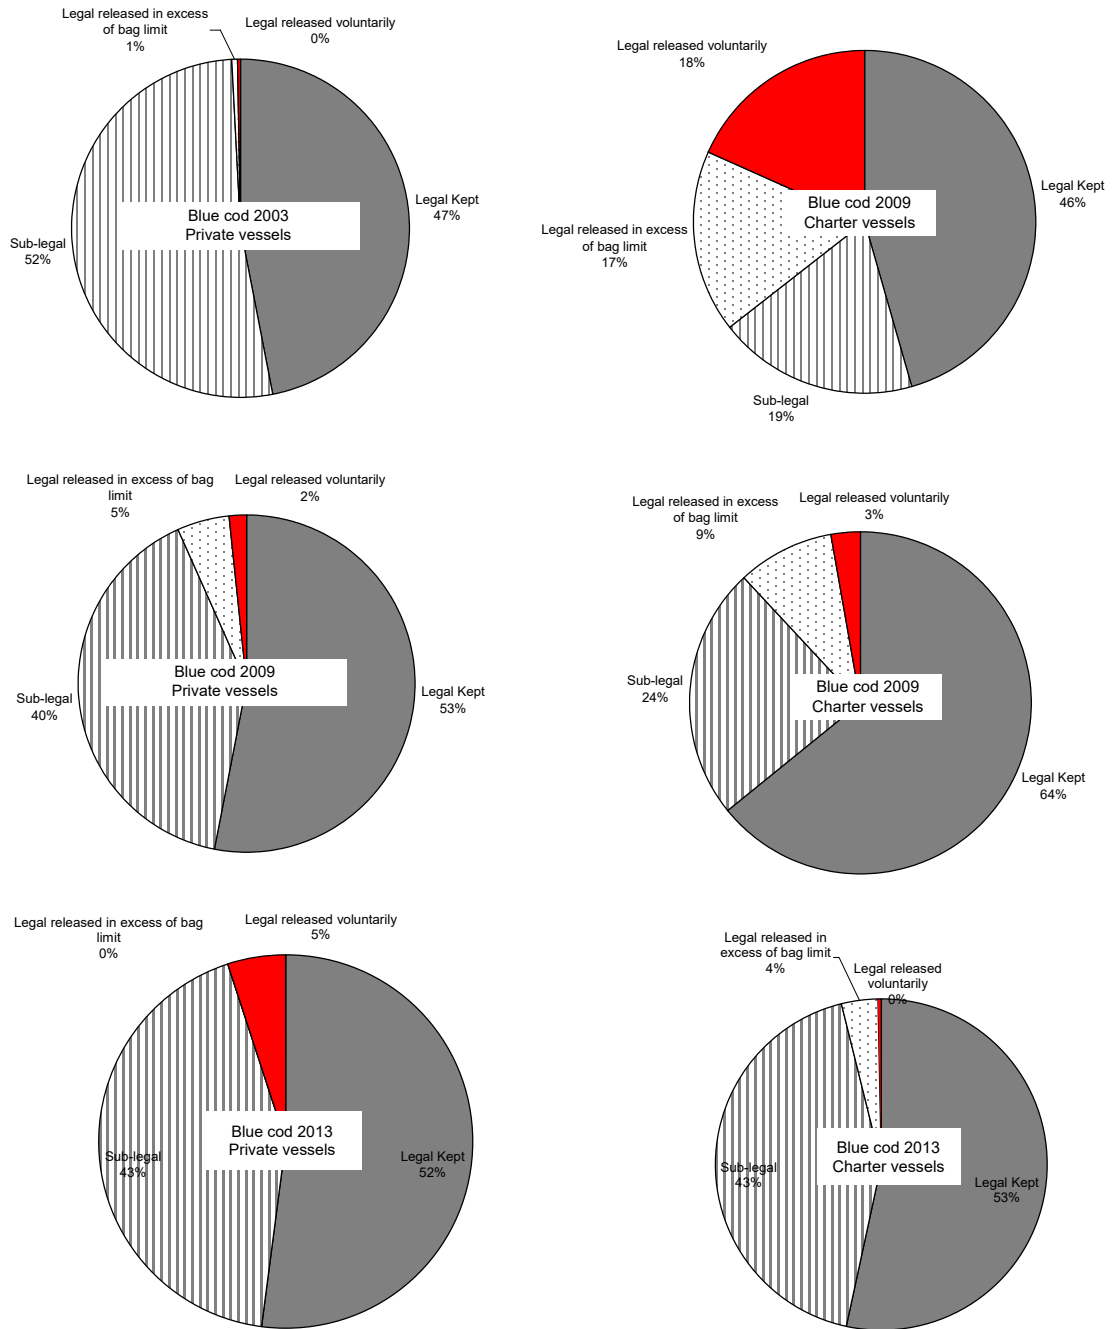 Legal released in excess
of bag limit
1%
Legal released voluntarily
0%
Legal Kept
47%
Sub-legal
52%
Blue cod 2003
Private vessels
Legal released voluntarily
18%
Legal Kept
46%
Legal released in excess
of bag limit
17%
Sub-legal
19%
Blue cod 2009
Charter vessels
Legal released in excess of bag
limit
5%
Legal released voluntarily
2%
Legal Kept
53%
Sub-legal
40%
Blue cod 2009
Private vessels
Legal released in excess
of bag limit
9%
Legal released voluntarily
3%
Sub-legal
24%
Legal Kept
64%
Blue cod 2009
Charter vessels
Legal released in excess of bag
limit
0%
Legal released voluntarily
5%
Sub-legal
43%
Legal Kept
52%
Blue cod 2013
Private vessels
Legal released in
excess of bag limit
4%
Legal released
voluntarily
0%
Sub-legal
43%
Legal Kept
53%
Blue cod 2013
Charter vessels